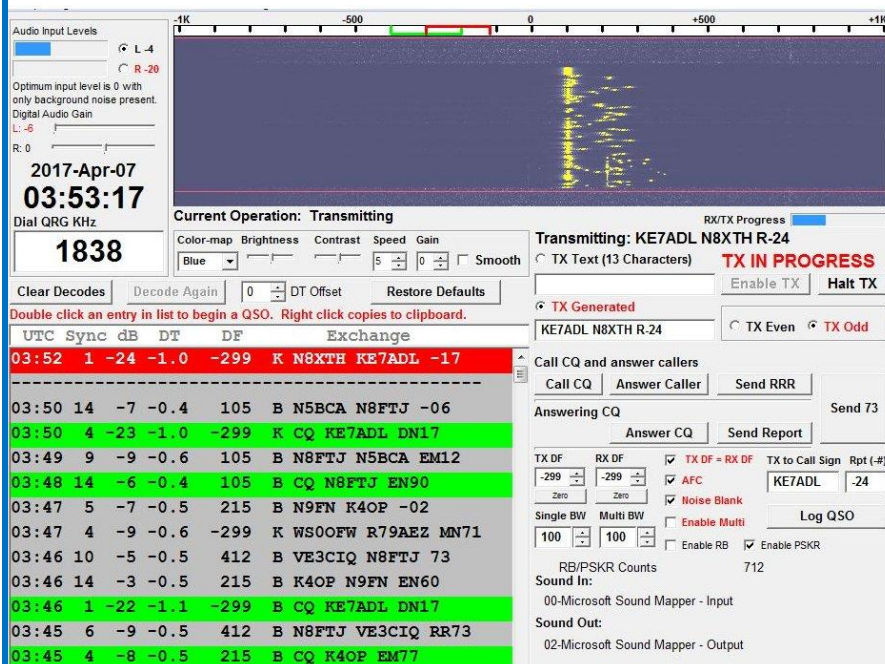 -1K -500 0 +500 +1K
Audio Input Levels
L -4
R -20
Optimum input level is 0 with
only background noise present.
Digital Audio Gain
L: -6
R: 0
2017-Apr-07
03:53:17
Dial QRG KHz
1838
Current Operation: Transmitting
RX/TX Progress
Color-map Brightness Contrast Speed Gain
Blue 5 0 Smooth
Clear Decodes Decode Again 0 DT Offset Restore Defaults
Double click an entry in list to begin a QSO. Right click copies to clipboard.
UTC Sync dB DT DF Exchange
03:52 1 -24 -1.0 -299 K N8XTH KE7ADL -17
------------------------------------------------
03:50 14 -7 -0.4 105 B N5BCA N8FTJ -06
03:50 4 -23 -1.0 -299 K CQ KE7ADL DN17
03:49 9 -9 -0.6 105 B N8FTJ N5BCA EM12
03:48 14 -6 -0.4 105 B CQ N8FTJ EN90
03:47 5 -7 -0.5 215 B N9FN K4OP -02
03:47 4 -9 -0.6 -299 K WS0OFW R79AEZ MN71
03:46 10 -5 -0.5 412 B VE3CIQ N8FTJ 73
03:46 14 -3 -0.5 215 B K4OP N9FN EN60
03:46 1 -22 -1.1 -299 B CQ KE7ADL DN17
03:45 6 -9 -0.5 412 B N8FTJ VE3CIQ RR73
03:45 4 -8 -0.5 215 B CQ K4OP EM77
Transmitting: KE7ADL N8XTH R-24
TX Text (13 Characters)
TX IN PROGRESS
Enable TX Halt TX
TX Generated
KE7ADL N8XTH R-24
TX Even TX Odd
Call CQ and answer callers
Call CQ Answer Caller Send RRR
Answering CQ
Send 73
Answer CQ Send Report
TX DF RX DF TX DF = RX DF TX to Call Sign Rpt (-#)
-299 -299 AFC KE7ADL -24
Zero Zero Noise Blank
Single BW Multi BW Enable Multi Log QSO
100 100 Enable RB Enable PSKR
RB/PSKR Counts 712
Sound In:
00-Microsoft Sound Mapper - Input
Sound Out:
02-Microsoft Sound Mapper - Output